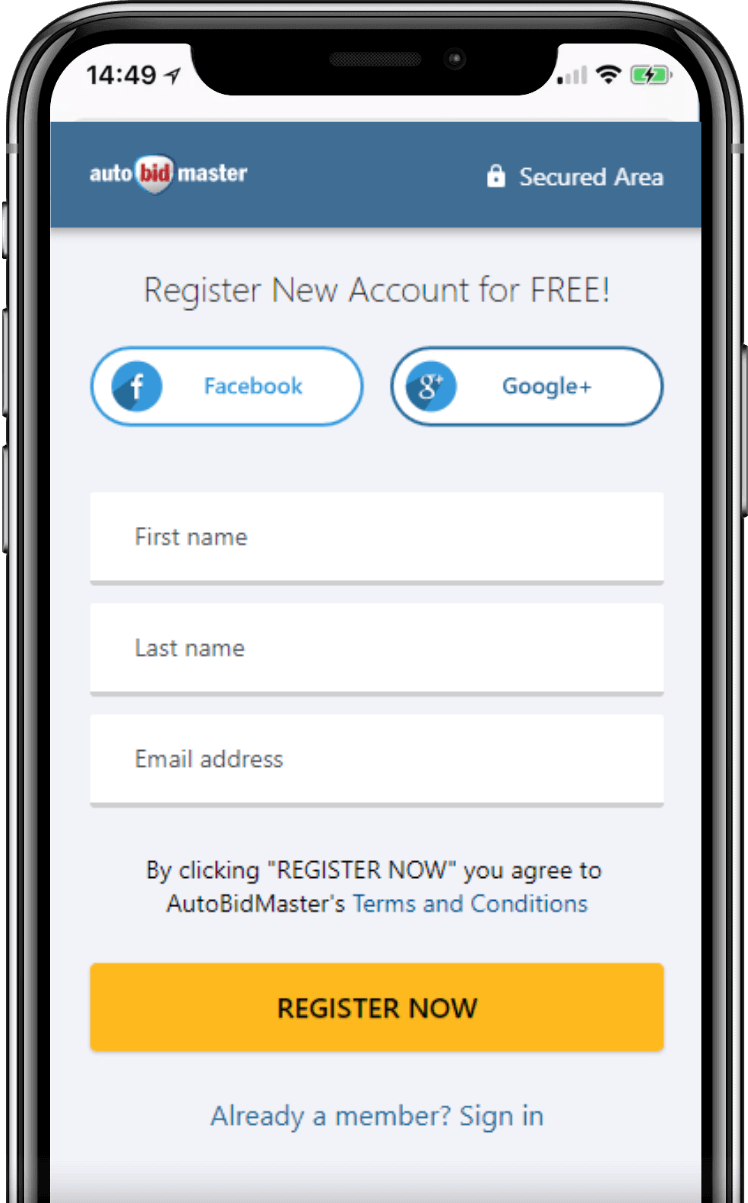 14:49
auto bid master
Secured Area
Register New Account for FREE!
Facebook
Google+
First name
Last name
Email address
By clicking "REGISTER NOW" you agree to
AutoBidMaster's Terms and Conditions
REGISTER NOW
Already a member? Sign in